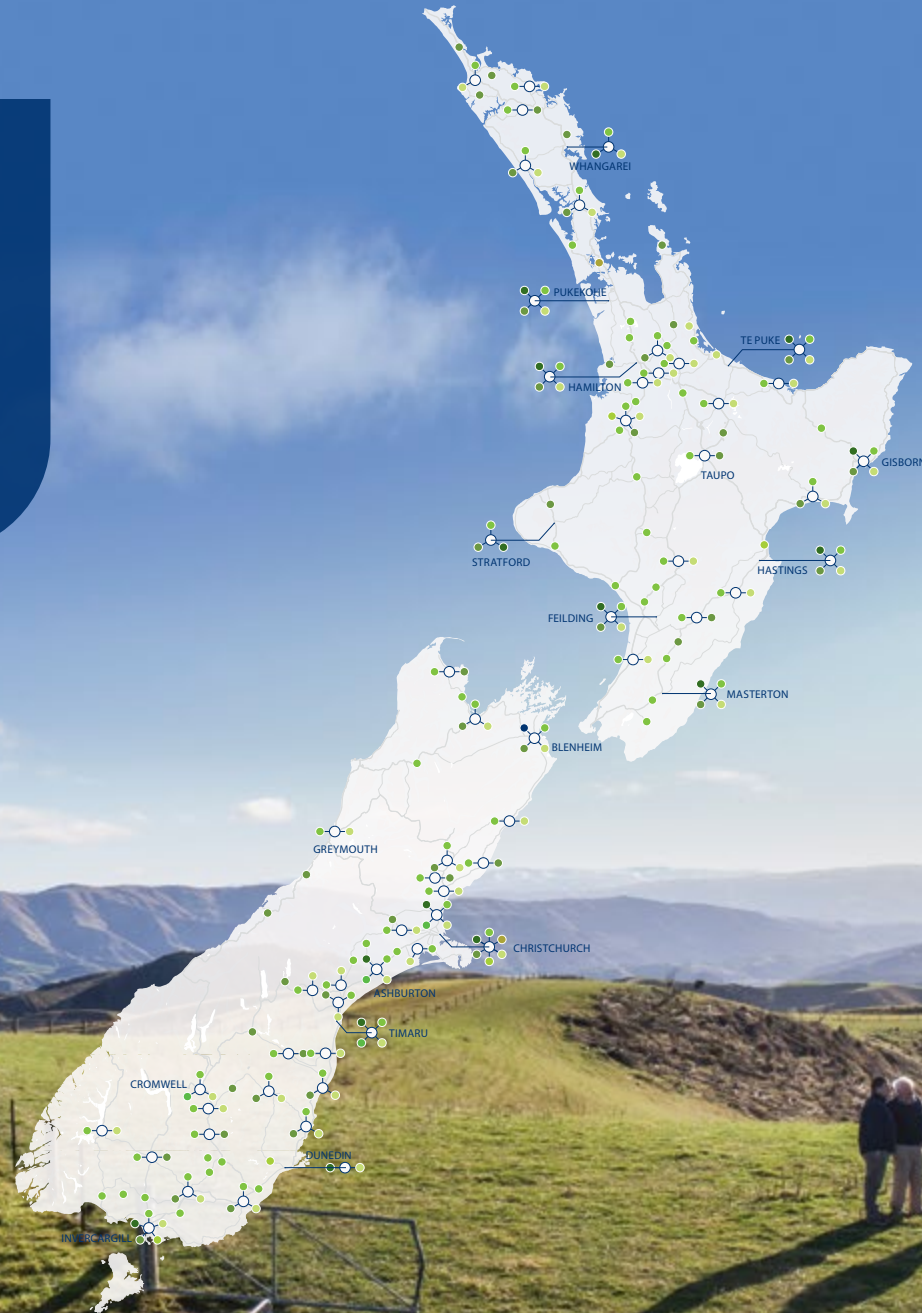 WHANGAREI
PUKEKOHE
TE PUKE
HAMILTON
GISBORN
TAUPO
STRATFORD
HASTINGS
FEILDING
MASTERTON
BLENHEIM
GREYMOUTH
CHRISTCHURCH
ASHBURTON
TIMARU
CROMWELL
DUNEDIN
INVERCARGILL